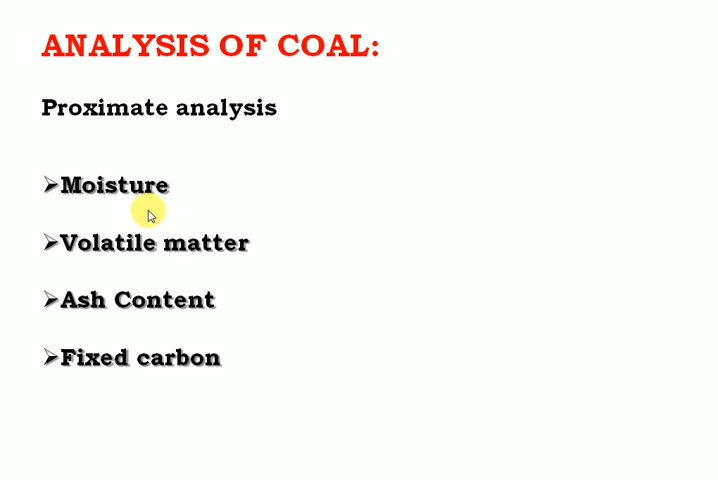 ANALYSIS OF COAL:
Proximate analysis
➢Moisture
➢Volatile matter
➢Ash Content
➢Fixed carbon